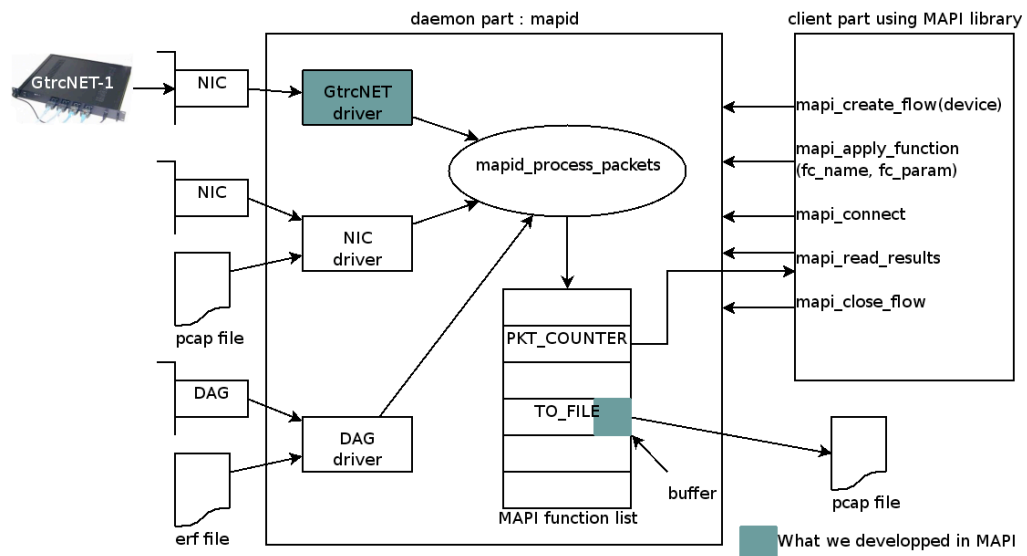 daemon part : mapid
client part using MAPI library
GtrcNET-1
NIC
GtrcNET
driver
mapid_process_packets
mapi_create_flow(device)
mapi_apply_function
(fc_name, fc_param)
mapi_connect
mapi_read_results
mapi_close_flow
NIC
NIC
driver
pcap file
PKT_COUNTER
DAG
TO_FILE
DAG
driver
buffer
pcap file
erf file
MAPI function list
What we developped in MAPI